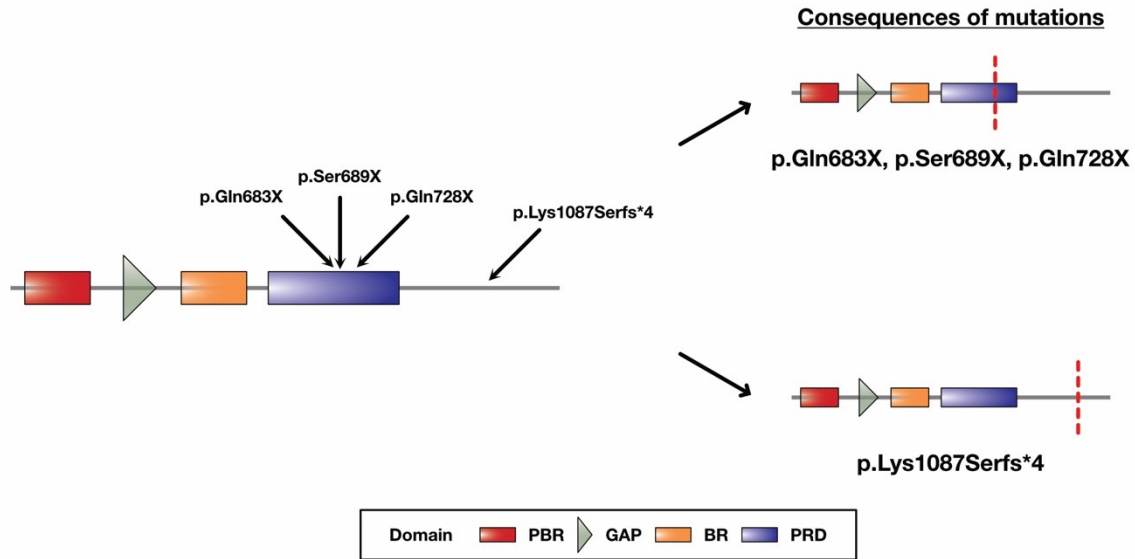 Consequences of mutations
p.Gln683X, p.Ser689X, p.Gln728X
p.Ser689X
p.Gln683X
p.Gln728X
p.Lys1087Serfs*4
p.Lys1087Serfs*4
Domain PBR GAP BR PRD